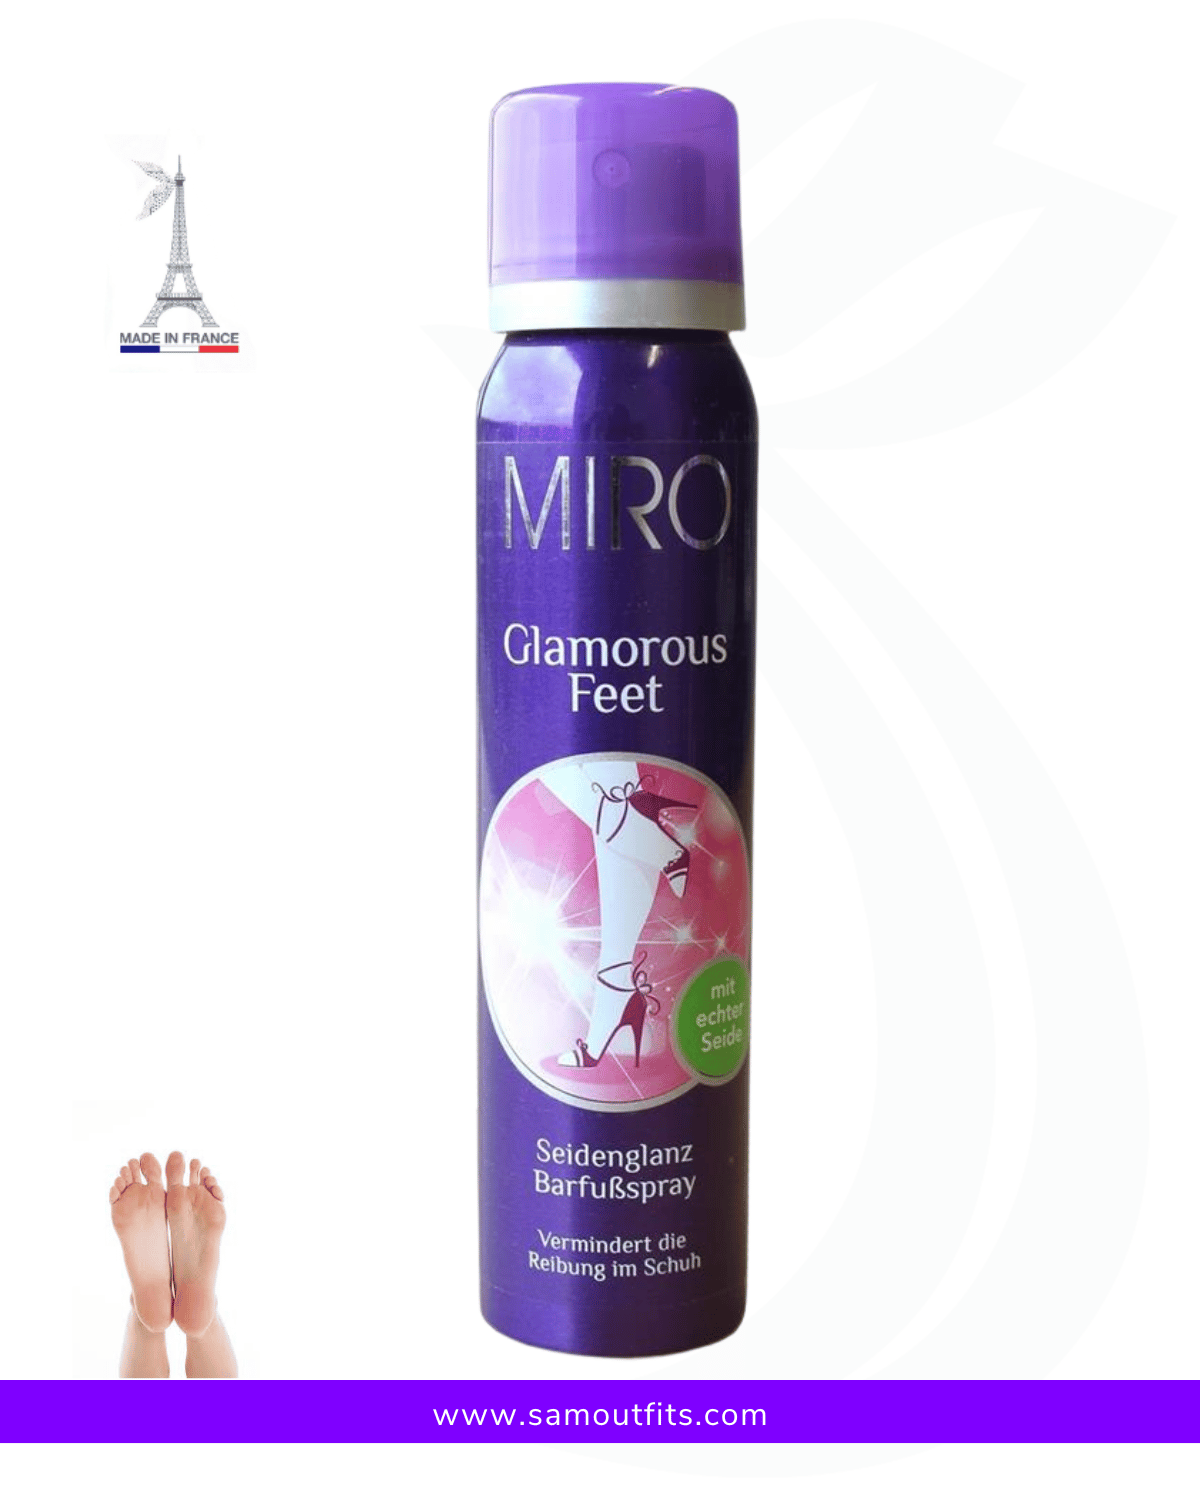 MADE IN FRANCE
MIRO
Glamorous
Feet
mit
echter
Seide
Seidenglanz
Barfußspray
Vermindert die
Reibung im Schuh
www.samoutfits.com